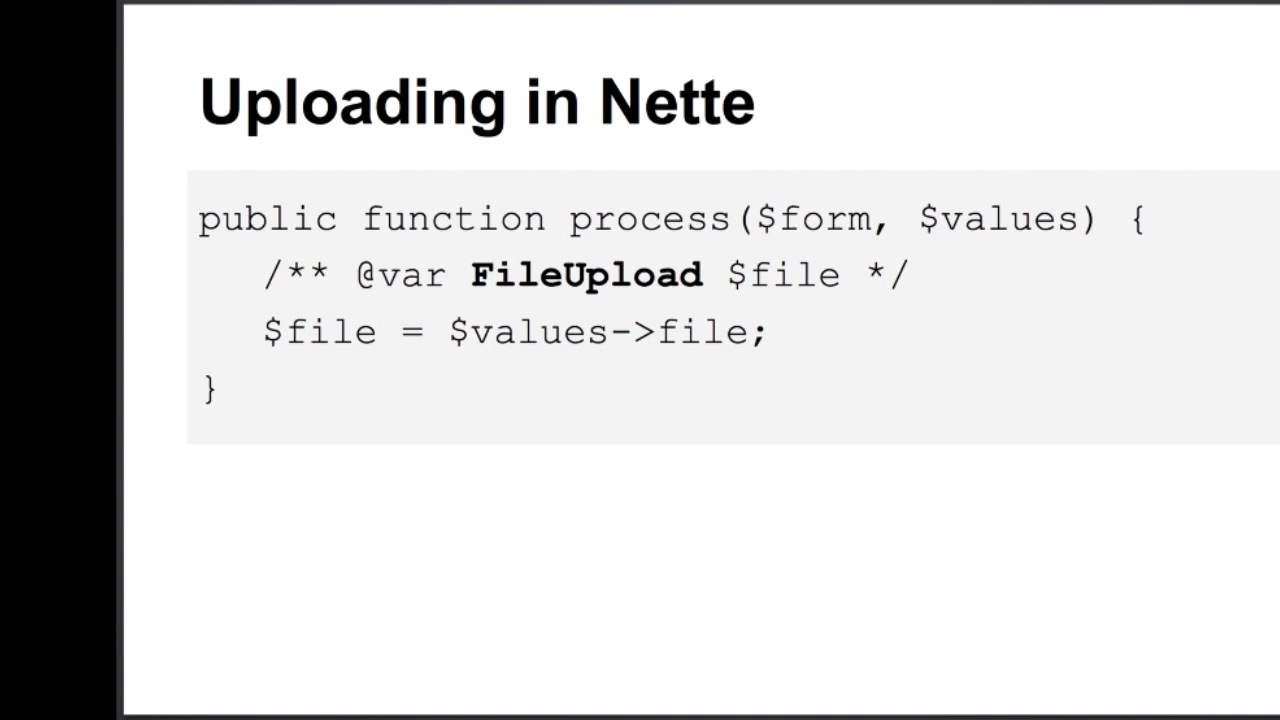 Uploading in Nette
public function process($form, $values) {
/** @var FileUpload $file */
$file = $values->file;
}